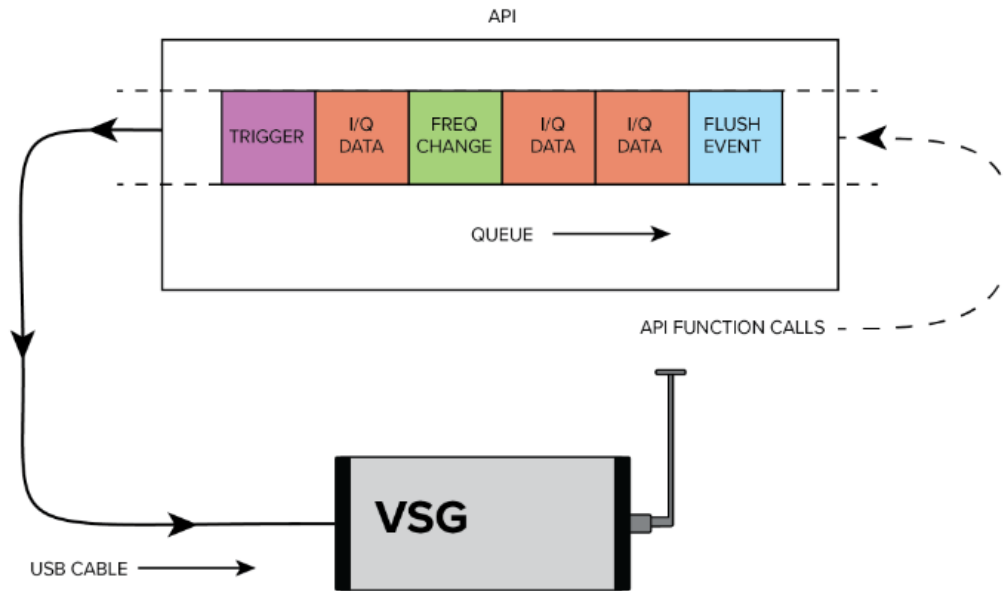 API
TRIGGER
I/Q
DATA
FREQ
CHANGE
I/Q
DATA
I/Q
DATA
FLUSH
EVENT
QUEUE
API FUNCTION CALLS
VSG
USB CABLE